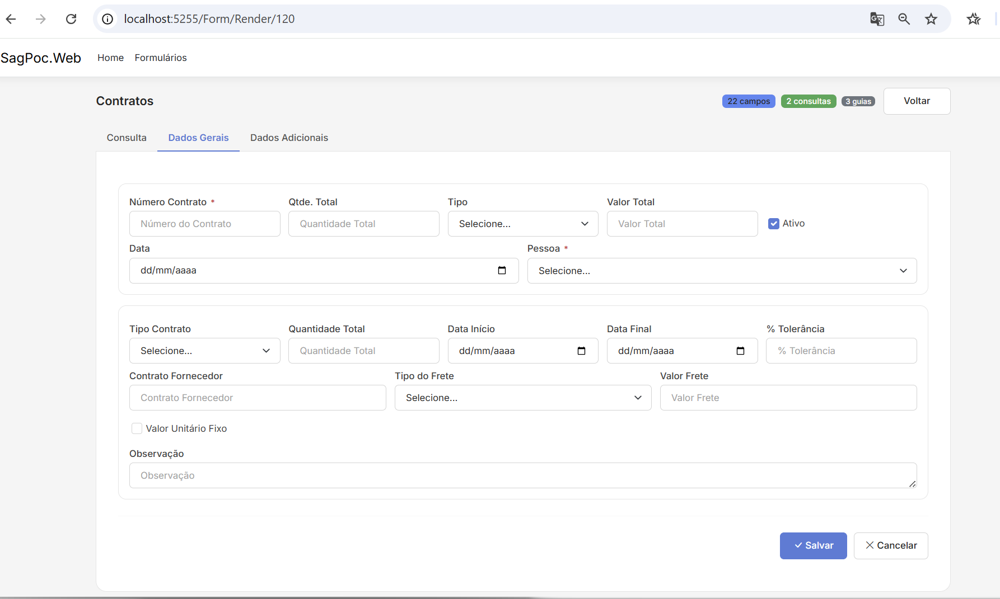 localhost:5255/Form/Render/120
SagPoc.Web Home Formulários
Contratos 22 campos 2 consultas 3 guias Voltar
Consulta Dados Gerais Dados Adicionais
Número Contrato * Qtde. Total Tipo Valor Total
Número do Contrato Quantidade Total Selecione... Valor Total Ativo
Data Pessoa *
dd/mm/aaaa Selecione...
Tipo Contrato Quantidade Total Data Início Data Final % Tolerância
Selecione... Quantidade Total dd/mm/aaaa dd/mm/aaaa % Tolerância
Contrato Fornecedor Tipo do Frete Valor Frete
Contrato Fornecedor Selecione... Valor Frete
Valor Unitário Fixo
Observação
Observação
Salvar Cancelar